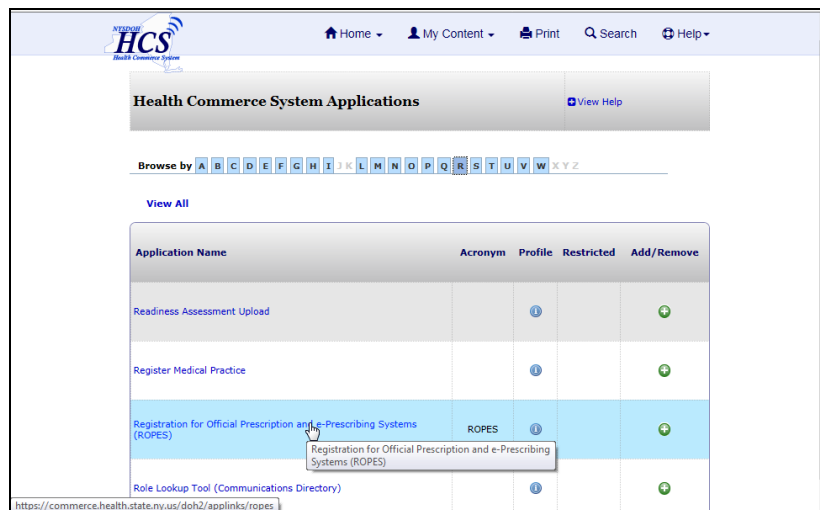 NYSDOH
HCS
Health Commerce System
Home
My Content
Print
Search
Help
Health Commerce System Applications
View Help
Browse by A B C D E F G H I J K L M N O P Q R S T U V W X Y Z
View All
Application Name Acronym Profile Restricted Add/Remove
Readiness Assessment Upload
Register Medical Practice
Registration for Official Prescription and e-Prescribing Systems
(ROPES)
ROPES
Registration for Official Prescription and e-Prescribing
Systems (ROPES)
Role Lookup Tool (Communications Directory)
https://commerce.health.state.ny.us/doh2/applinks/ropes